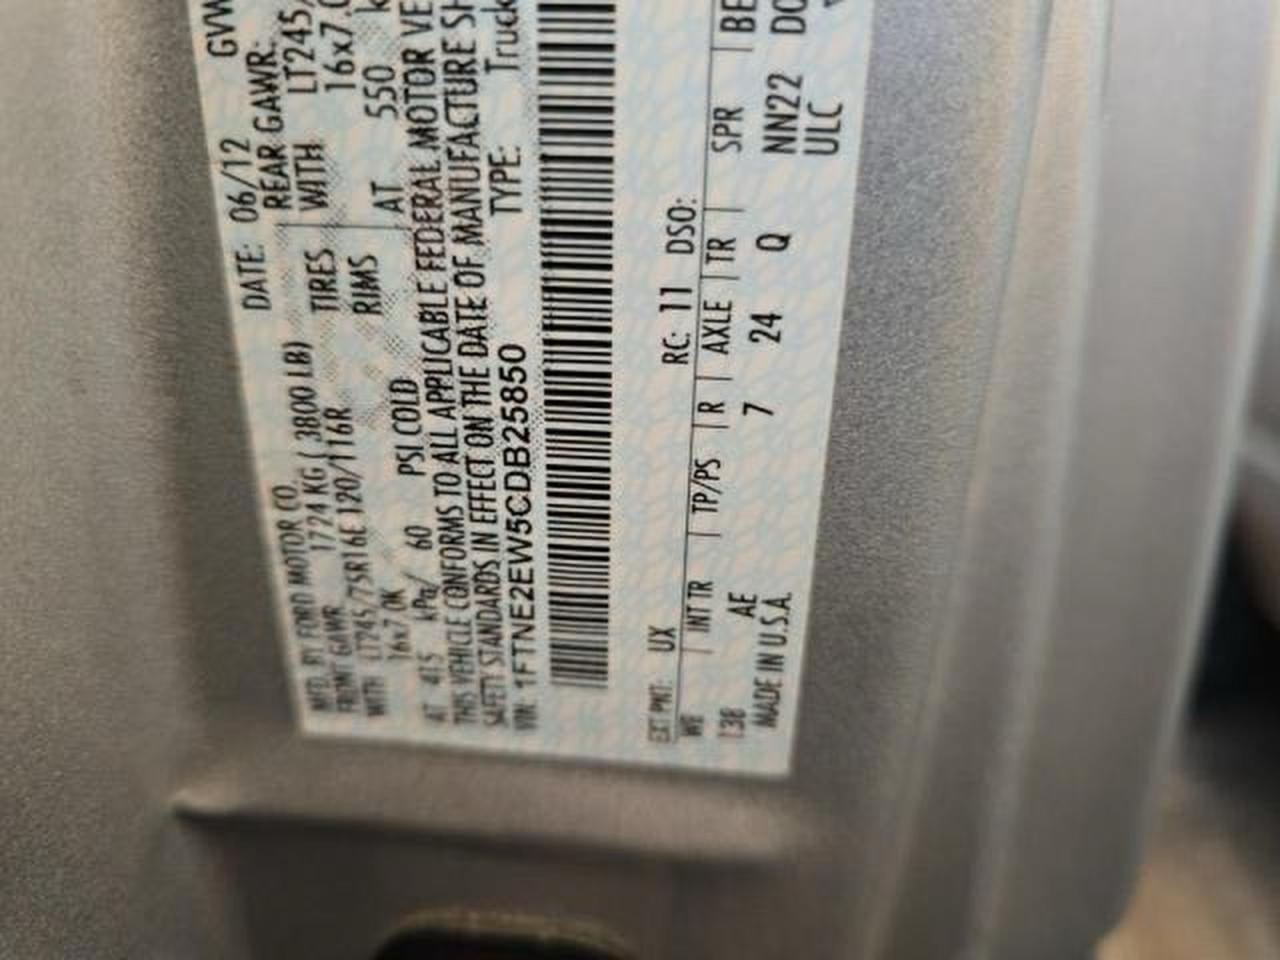 MFD. BY FORD MOTOR CO.
DATE: 06/12 GVW
FRONT GAWR: 1724 KG ( 3800 LB)
REAR GAWR:
WITH LT245/75R16E 120/116R TIRES
WITH LT245/
16x7.0K RIMS
16x7.0
AT 415 kPa/ 60 PSI COLD
AT 550 k
THIS VEHICLE CONFORMS TO ALL APPLICABLE FEDERAL MOTOR VE
SAFETY STANDARDS IN EFFECT ON THE DATE OF MANUFACTURE SH
VIN: 1FTNE2EW5CDB25850
TYPE: Truck
EXT PNT: UX RC: 11 DSO:
WB | INT TR | TP/PS | R | AXLE | TR | SPR | BE
138 AE 7 24 Q NN22 DO
MADE IN U.S.A. ULC